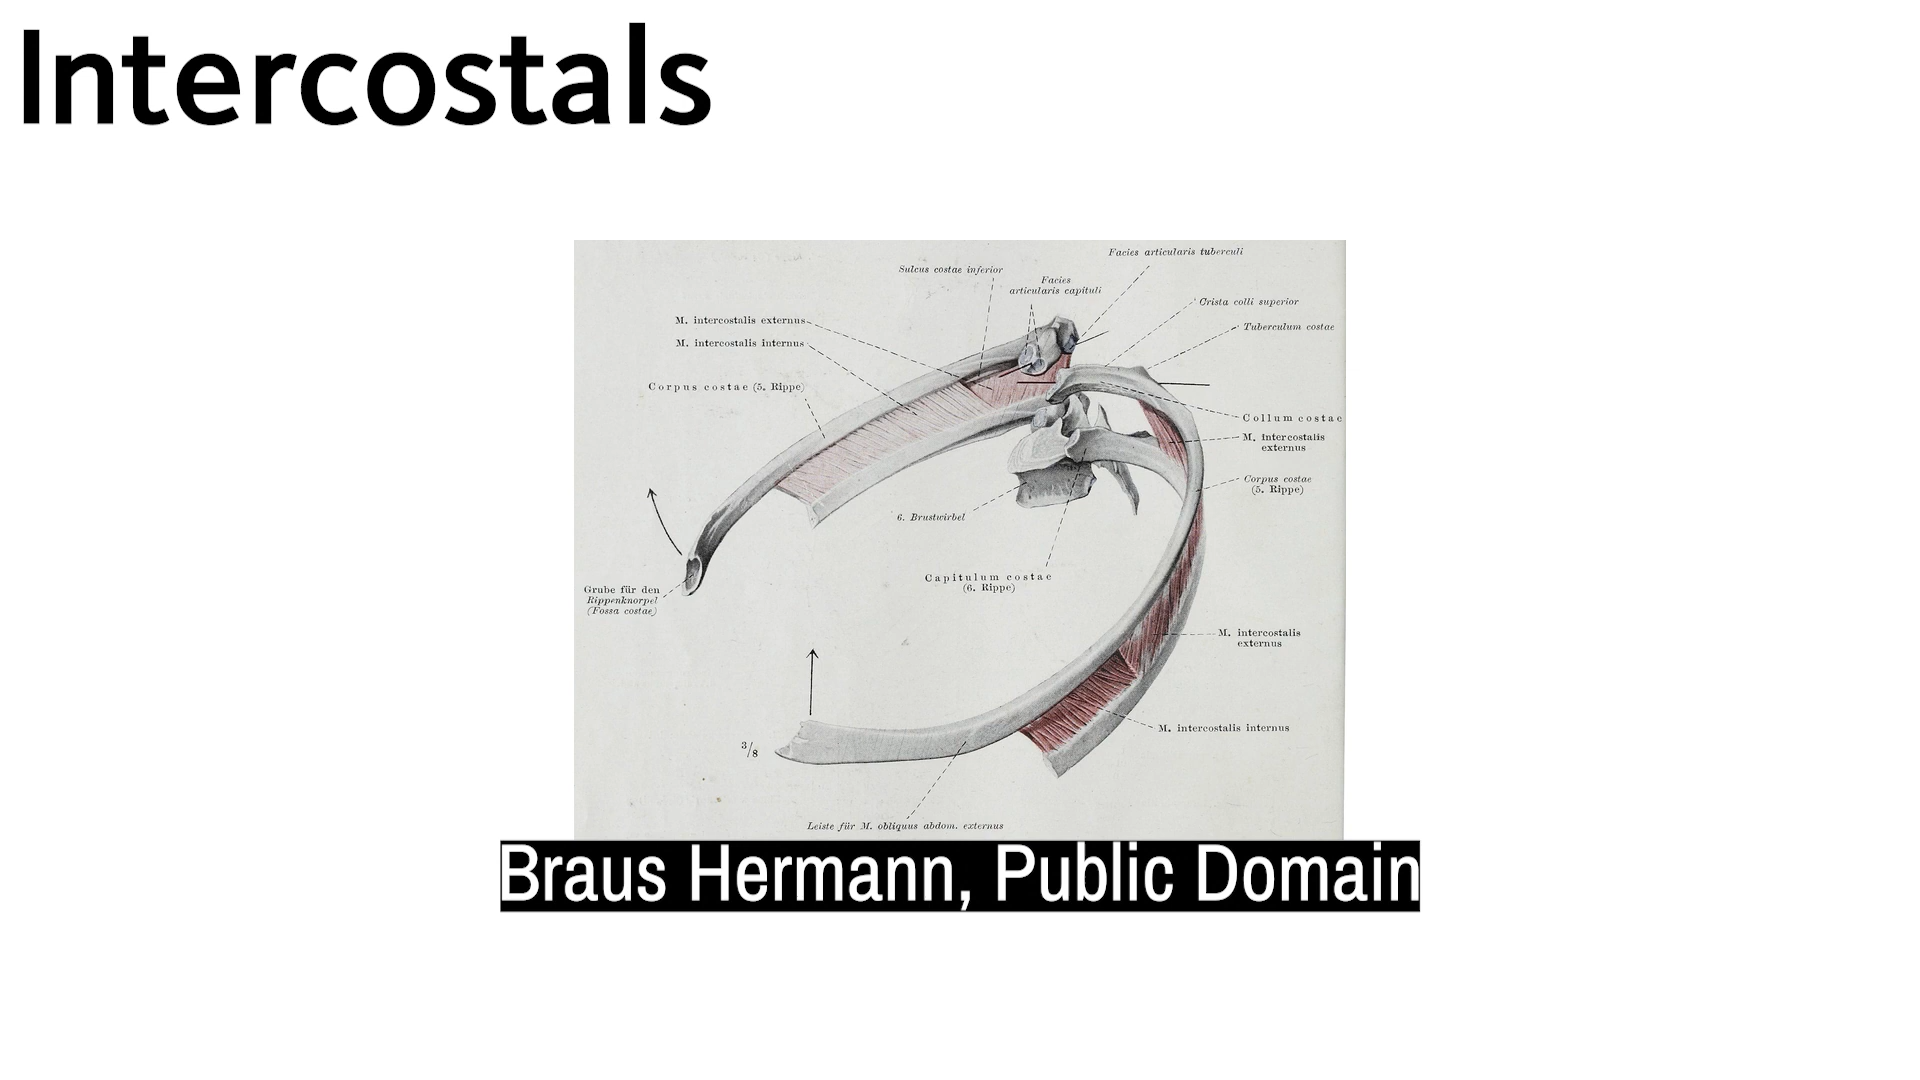 Intercostals
Facies articularis tuberculi
Sulcus costae inferior
Facies
articularis capituli
Crista colli superior
M. intercostalis externus
Tuberculum costae
M. intercostalis internus
Corpus costae (5. Rippe)
Collum costae
M. intercostalis
externus
Corpus costae
(5. Rippe)
6. Brustwirbel
Capitulum costae
(6. Rippe)
Grube für den
Rippenknorpel
(Fossa costae)
M. intercostalis
externus
M. intercostalis internus
3/8
Leiste für M. obliquus abdom. externus
Braus Hermann, Public Domain